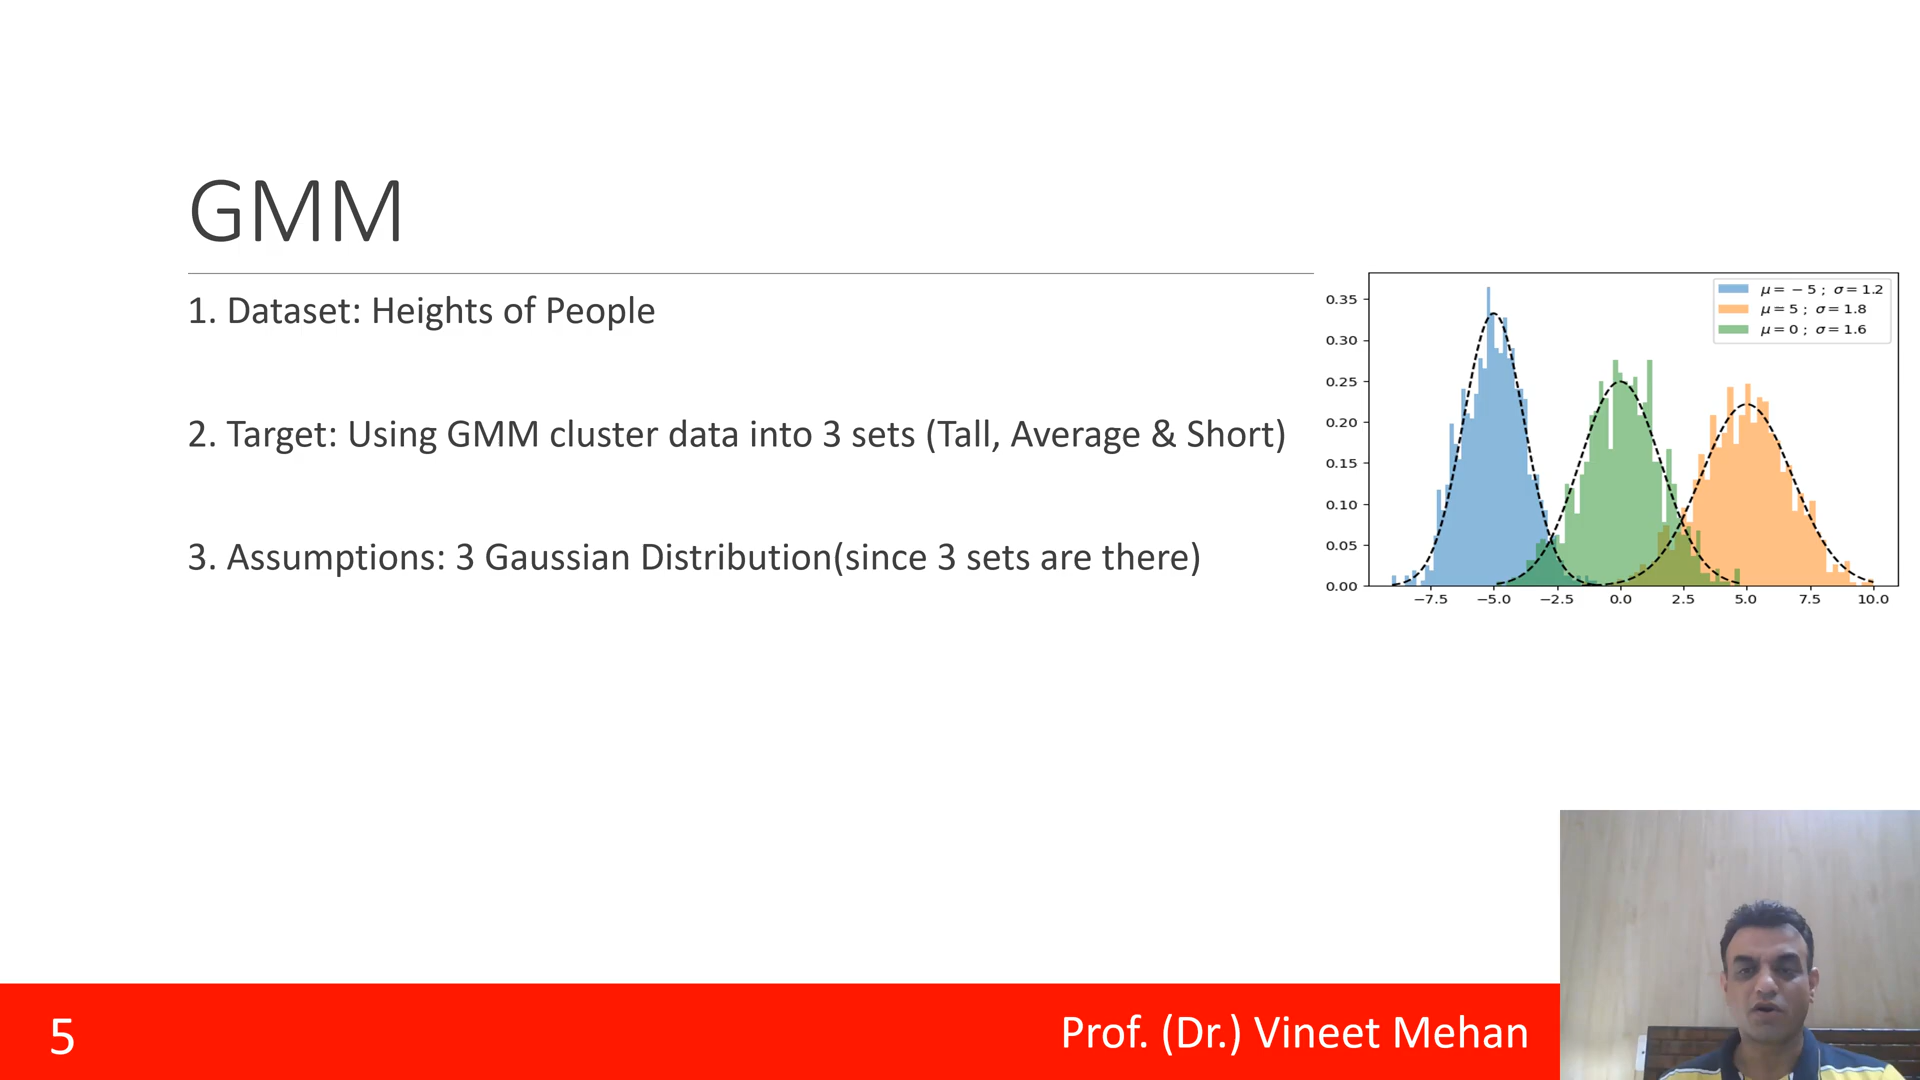 GMM
1. Dataset: Heights of People
2. Target: Using GMM cluster data into 3 sets (Tall, Average & Short)
3. Assumptions: 3 Gaussian Distribution(since 3 sets are there)
μ = − 5 ; σ = 1.2
μ = 5 ; σ = 1.8
μ = 0 ; σ = 1.6
0.35
0.30
0.25
0.20
0.15
0.10
0.05
0.00
−7.5 −5.0 −2.5 0.0 2.5 5.0 7.5 10.0
5
Prof. (Dr.) Vineet Mehan